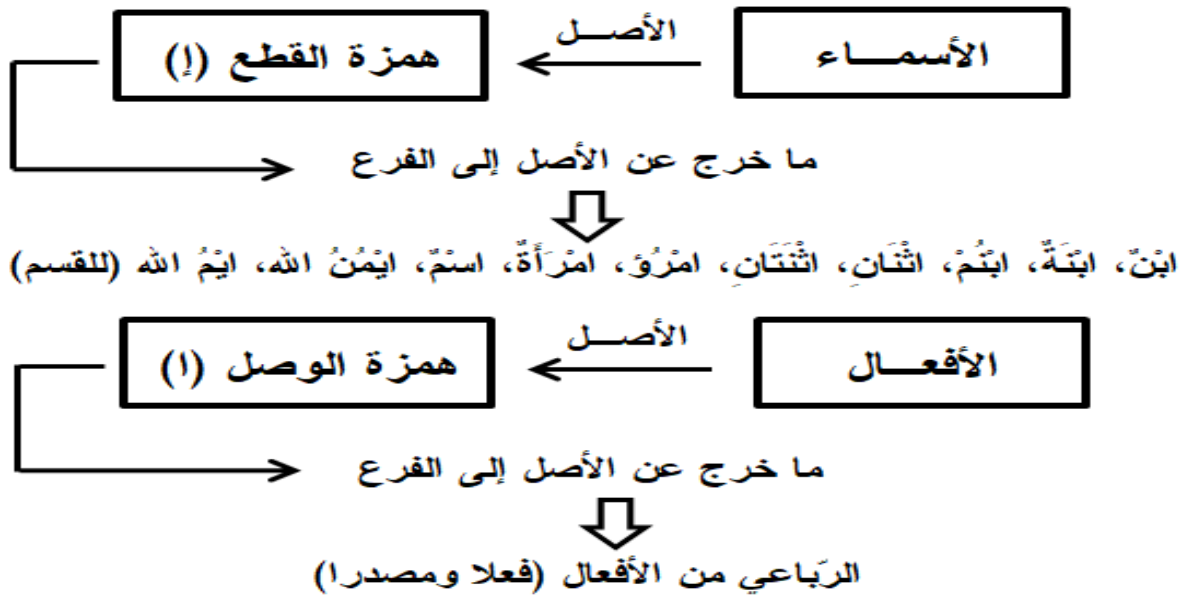 الأسمـــاء الأصـــل همزة القطع (إ)
ما خرج عن الأصل إلى الفرع
ابْنٌ، ابْنَةٌ، ابْنُمْ، اثْنَانِ، اثْنَتَانِ، امْرُؤ، امْرَأَةٌ، اسْمٌ، ايْمُنُ الله، ايْمُ الله (للقسم)
الأفعـــال الأصـــل همزة الوصل (ا)
ما خرج عن الأصل إلى الفرع
الرّباعي من الأفعال (فعلا ومصدرا)